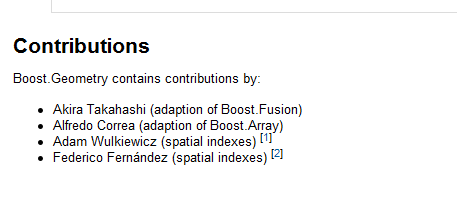 Contributions
Boost.Geometry contains contributions by:
Akira Takahashi (adaption of Boost.Fusion)
Alfredo Correa (adaption of Boost.Array)
Adam Wulkiewicz (spatial indexes) [1]
Federico Fernández (spatial indexes) [2]